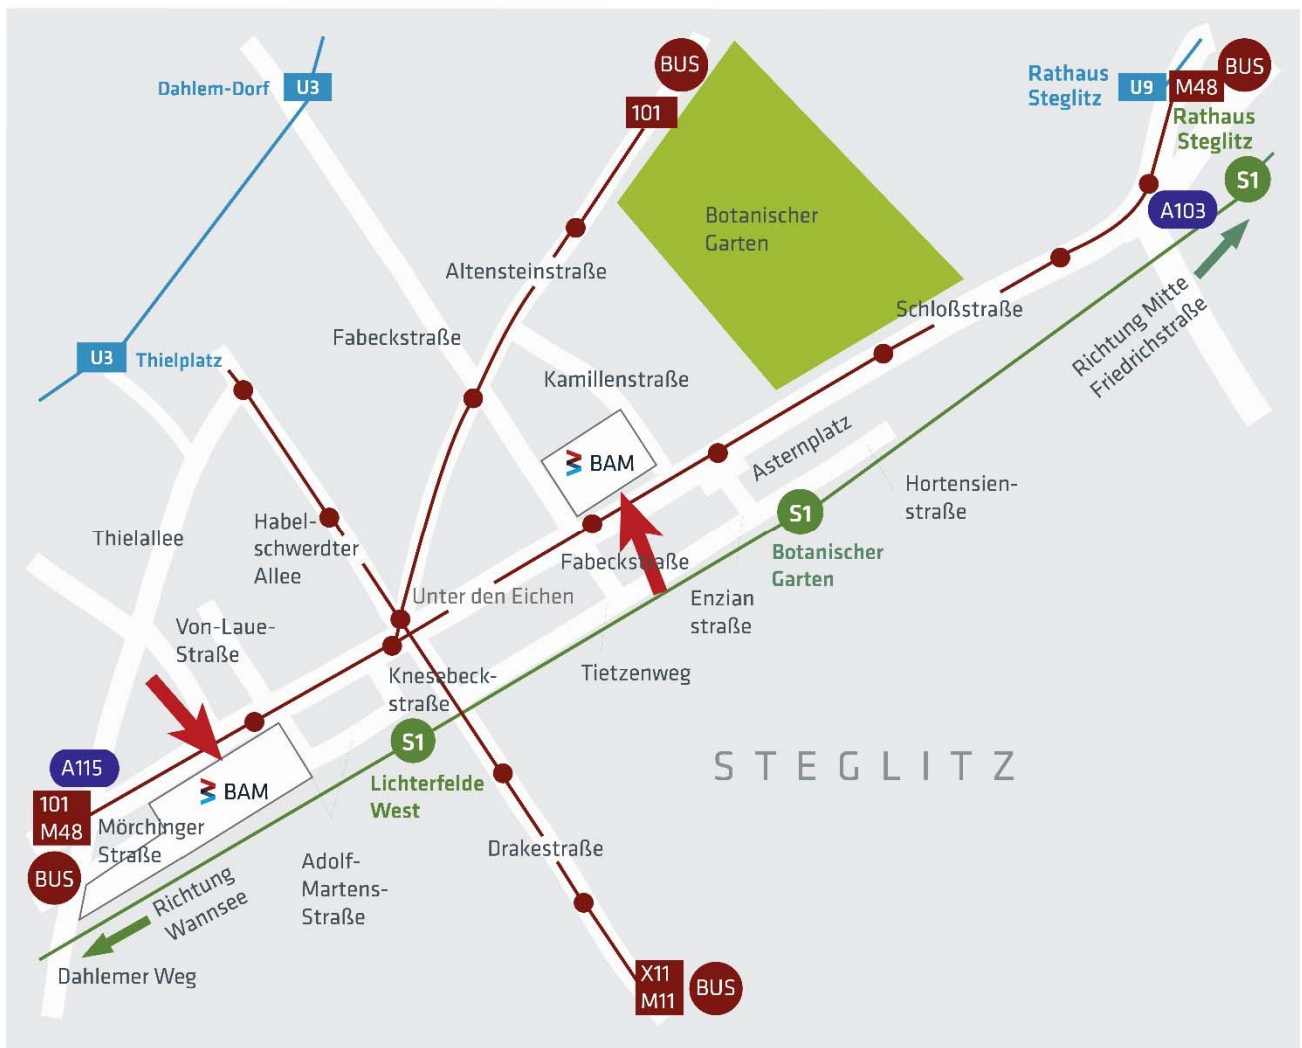 BUS
BUS
Rathaus
Steglitz
U9
M48
Dahlem-Dorf
U3
101
Rathaus
Steglitz
S1
A103
Botanischer
Garten
Altensteinstraße
Schloßstraße
Richtung Mitte
Friedrichstraße
Fabeckstraße
U3
Thielplatz
Kamillenstraße
BAM
Asternplatz
Hortensien-
straße
S1
Botanischer
Garten
Thielallee
Habel-
schwerdter
Allee
Fabeckstraße
Unter den Eichen
Enzian
straße
Von-Laue-
Straße
Tietzenweg
Knesebeck-
straße
S1
Lichterfelde
West
STEGLITZ
A115
BAM
101
M48
Mörchinger
Straße
BUS
Drakestraße
Adolf-
Martens-
Straße
Richtung
Wannsee
Dahlemer Weg
X11
M11
BUS